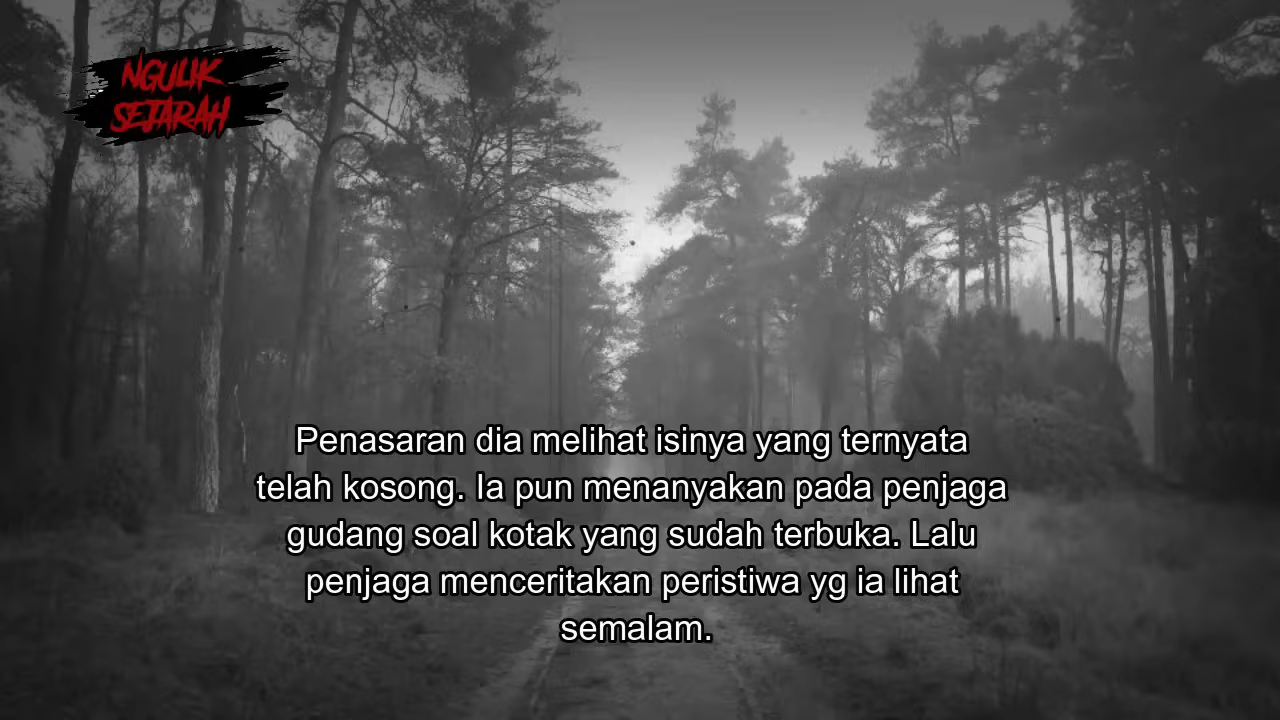 NGULIK
SEJARAH
Penasaran dia melihat isinya yang ternyata
telah kosong. Ia pun menanyakan pada penjaga
gudang soal kotak yang sudah terbuka. Lalu
penjaga menceritakan peristiwa yg ia lihat
semalam.